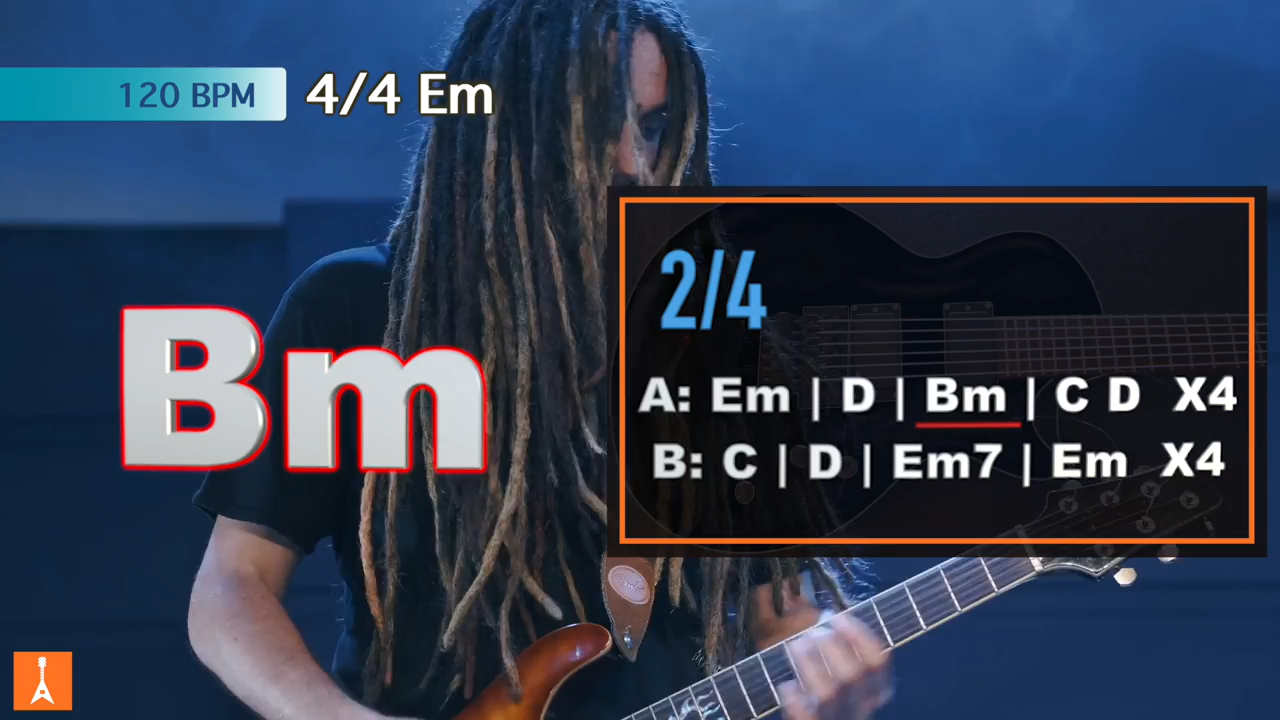 120 BPM 4/4 Em
Bm
2/4
A: Em | D | Bm | C D X4
B: C | D | Em7 | Em X4